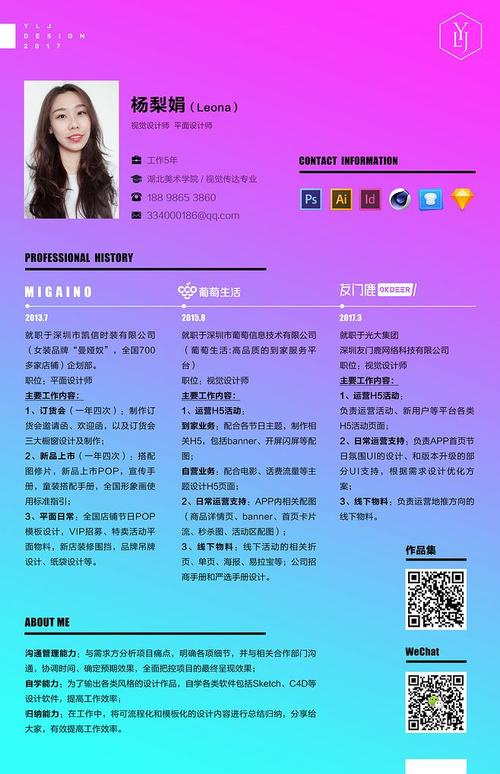 YLJ
DESIGN
2017
YLJ
杨梨娟（Leona）
视觉设计师 平面设计师
工作5年
湖北美术学院 / 视觉传达专业
188 9865 3860
334000186@qq.com
CONTACT INFORMATION
Ps Ai Id
PROFESSIONAL HISTORY
MIGAINO
2013.7
就职于深圳市凯信时装有限公司
（女装品牌“曼娅奴”，全国700
多家店铺）企划部。
职位：平面设计师
主要工作内容：
1、订货会（一年四次）：制作订
货会邀请函、欢迎函，以及订货会
三大橱窗设计及制作；
2、新品上市（一年四次）：搭配
图修片，新品上市POP，宣传手
册，童装搭配手册，全国形象画使
用标准指引；
3、平面日常：全国店铺节日POP
模板设计，VIP招募、特卖活动平
面物料，新店装修围挡，品牌吊牌
设计、纸袋设计等。
葡萄生活
2015.8
就职于深圳市葡萄信息技术有限公司
（葡萄生活:高品质的到家服务平
台）
职位：视觉设计师
主要工作内容：
1、运营H5活动：
到家业务：配合各节日主题，制作相
关H5，包括banner、开屏闪屏等配
图；
自营业务：配合电影、话费流量等主
题设计H5页面；
2、日常运营支持：APP内相关配图
（商品详情页、banner、首页卡片
流、秒杀图、活动区配图）；
3、线下物料：线下活动的相关折
页、单页、海报、易拉宝等；公司招
商手册和严选手册设计。
友门鹿 OKDEER
2017.3
就职于光大集团
深圳友门鹿网络科技有限公司
职位：视觉设计师
主要工作内容：
1、运营H5活动：
负责运营活动、新用户等平台各类
H5活动页面；
2、日常运营支持：负责APP首页节
日氛围UI的设计、和版本升级的部
分UI支持，根据需求设计优化方
案；
3、线下物料：负责运营地推方向的
线下物料。
作品集
WeChat
ABOUT ME
沟通管理能力：与需求方分析项目痛点，明确各项细节，并与相关合作部门沟
通，协调时间、确定预期效果，全面把控项目的最终呈现效果；
自学能力：为了输出各类风格的设计作品，自学各类软件包括Sketch、C4D等
设计软件，提高工作效率；
归纳能力：在工作中，将可流程化和模板化的设计内容进行总结归纳，分享给
大家，有效提高工作效率。